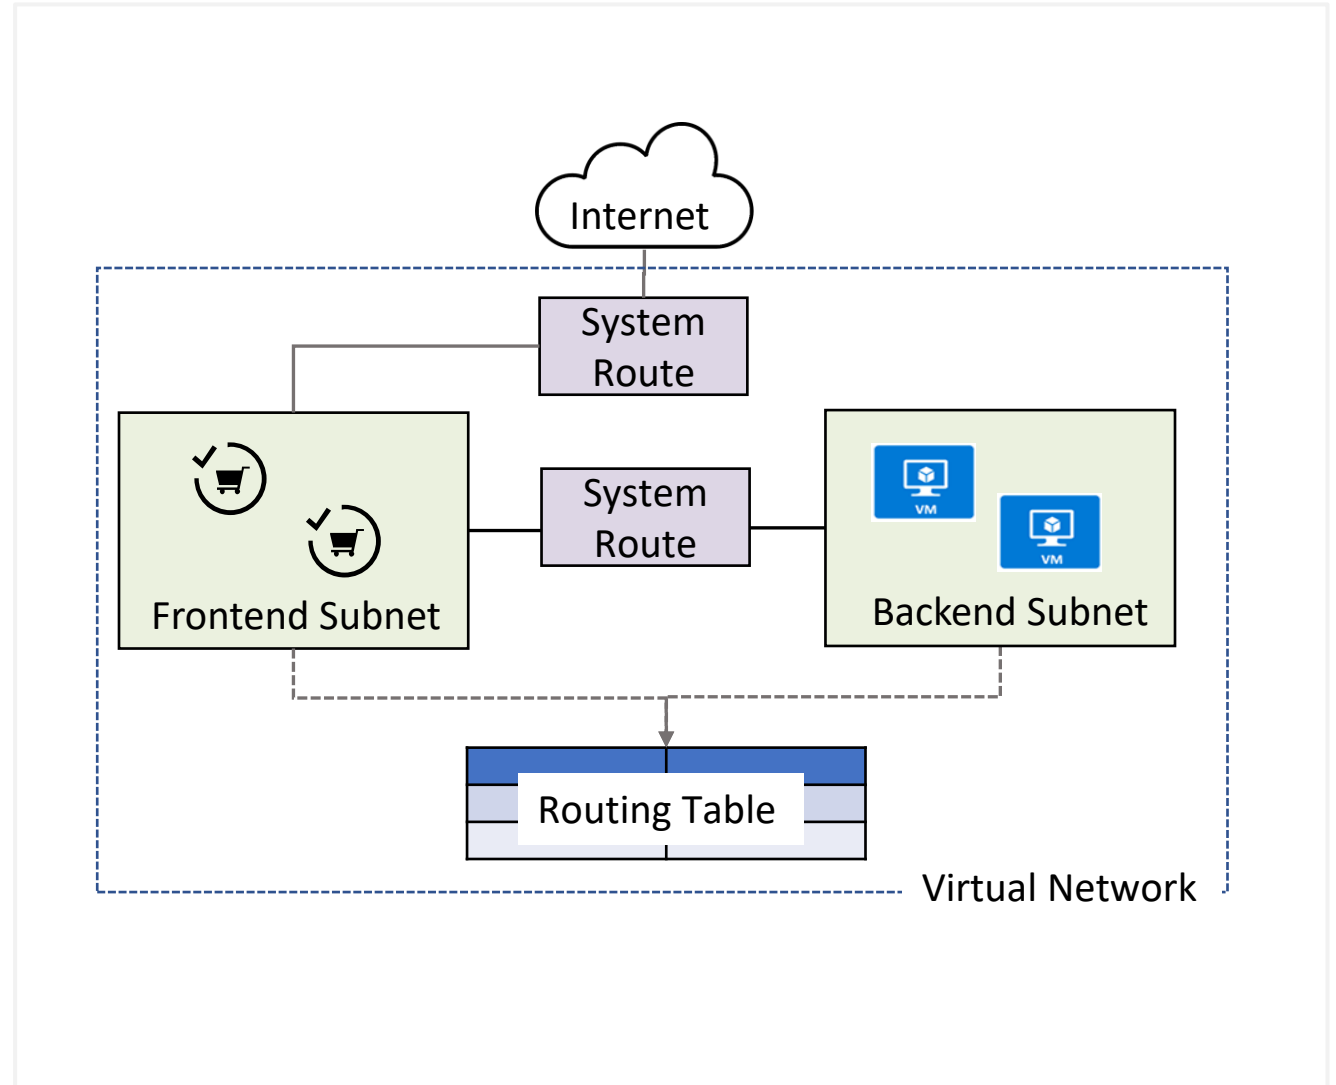 Internet
System
Route
System
Route
VM
VM
Frontend Subnet
Backend Subnet
Routing Table
Virtual Network